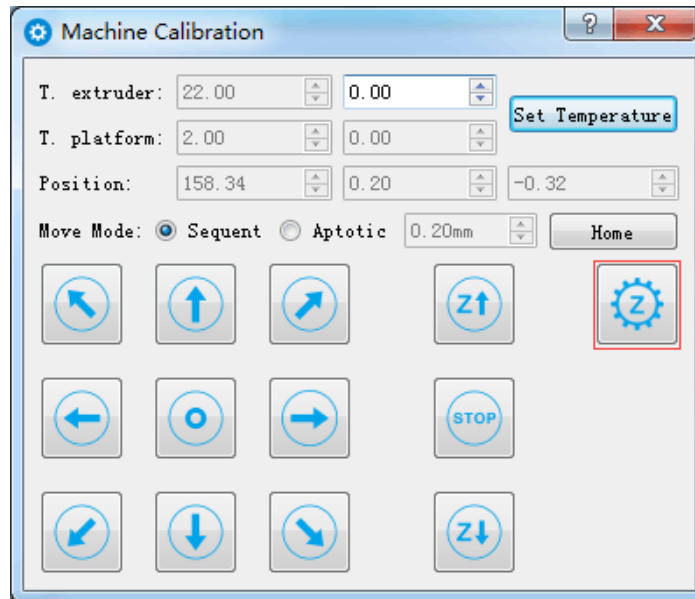 Machine Calibration
T. extruder: 22.00 0.00
Set Temperature
T. platform: 2.00 0.00
Position: 158.34 0.20 -0.32
Move Mode: Sequent Aptotic 0.20mm Home
Z
Z
STOP
Z